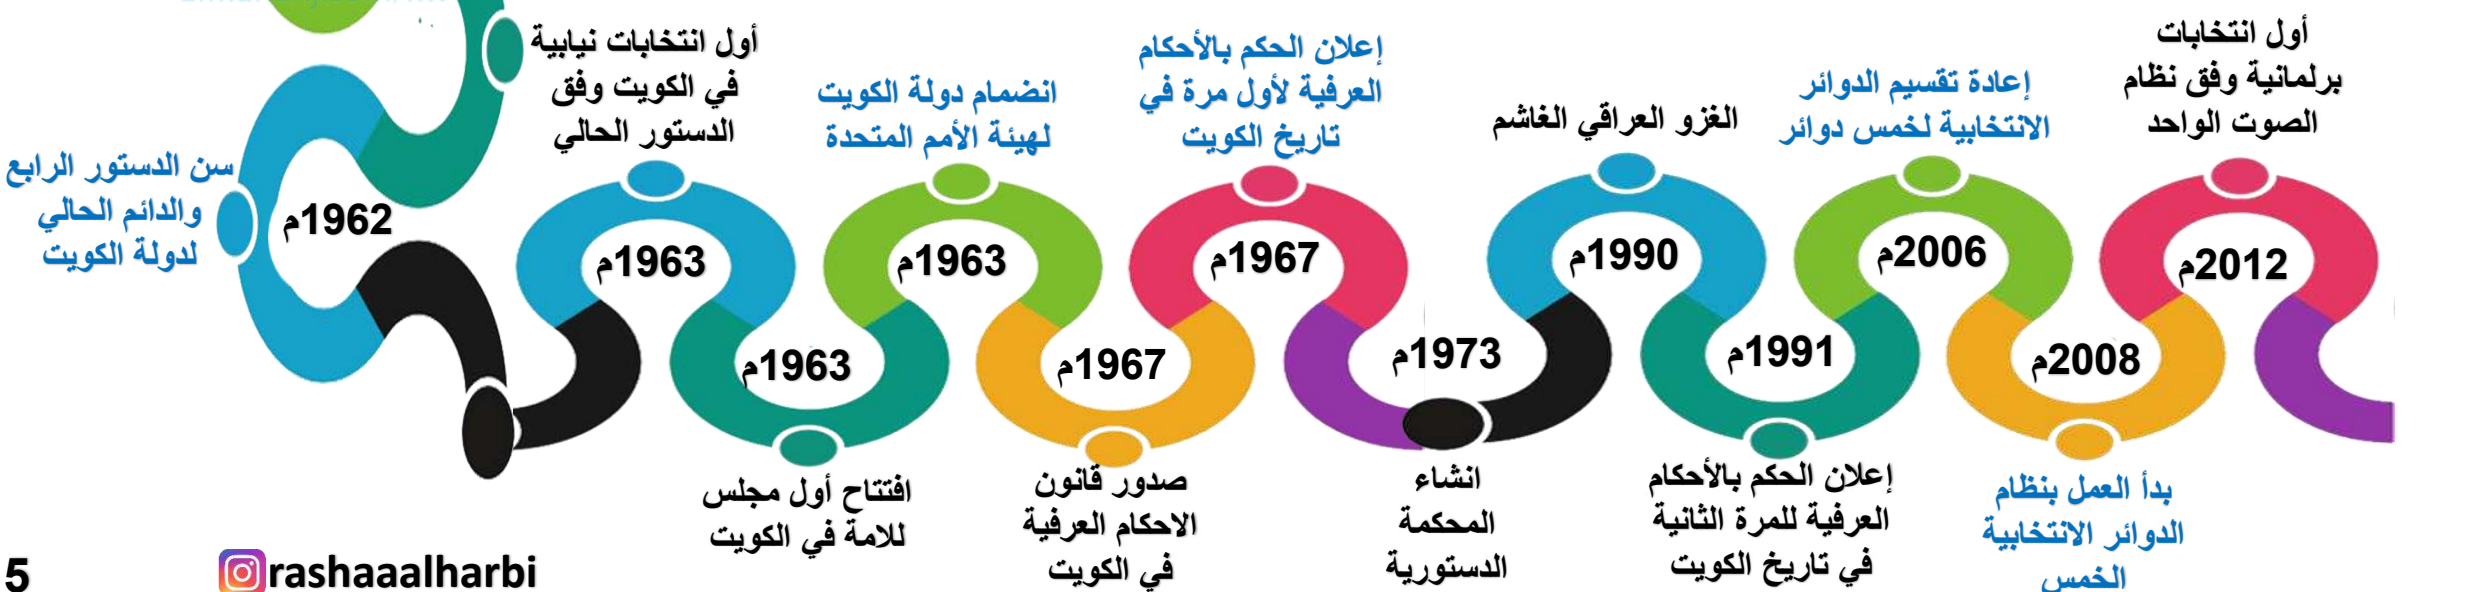 سن الدستور الرابع
والدائم الحالي
لدولة الكويت
1962م
أول انتخابات نيابية
في الكويت وفق
الدستور الحالي
1963م
1963م
افتتاح أول مجلس
للامة في الكويت
انضمام دولة الكويت
لهيئة الأمم المتحدة
1963م
1967م
صدور قانون
الاحكام العرفية
في الكويت
إعلان الحكم بالأحكام
العرفية لأول مرة في
تاريخ الكويت
1967م
1973م
انشاء
المحكمة
الدستورية
الغزو العراقي الغاشم
1990م
1991م
إعلان الحكم بالأحكام
العرفية للمرة الثانية
في تاريخ الكويت
إعادة تقسيم الدوائر
الانتخابية لخمس دوائر
2006م
2008م
بدأ العمل بنظام
الدوائر الانتخابية
الخمس
أول انتخابات
برلمانية وفق نظام
الصوت الواحد
2012م
5
rashaaalharbi